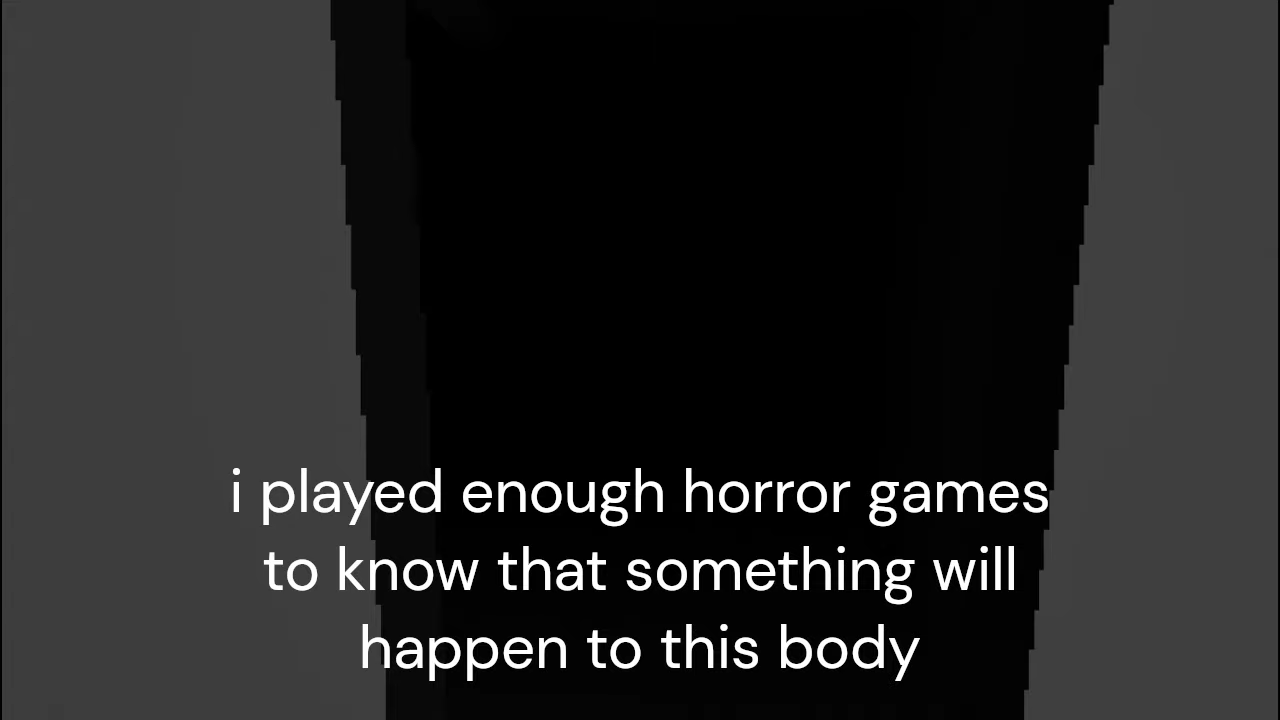 i played enough horror games
to know that something will
happen to this body